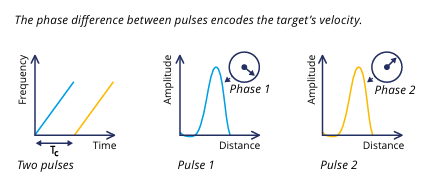 The phase difference between pulses encodes the target's velocity.
Frequency
Time
Tc
Two pulses
Amplitude
Phase 1
Distance
Pulse 1
Amplitude
Phase 2
Distance
Pulse 2